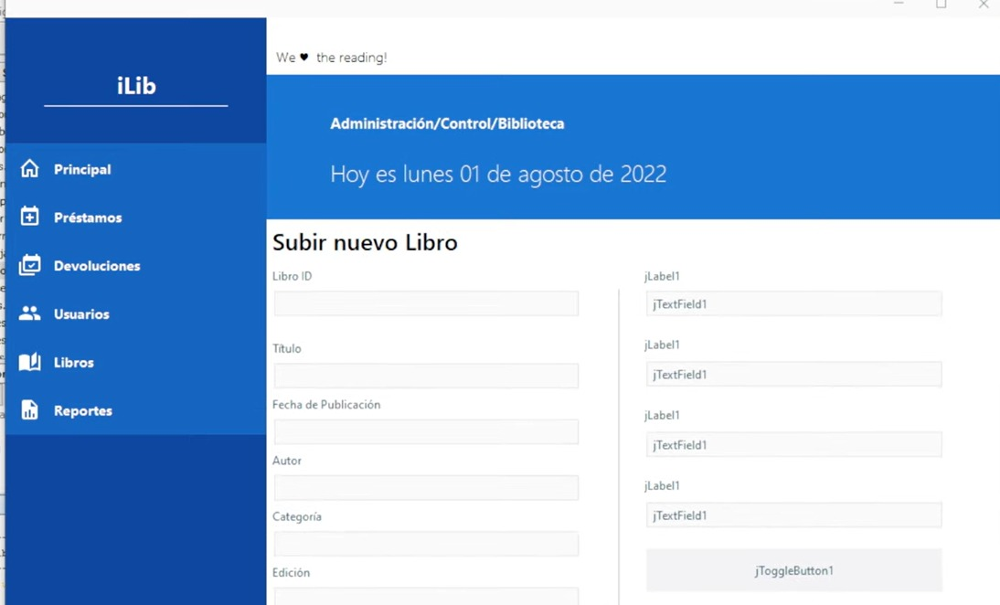 iLib
Principal
Préstamos
Devoluciones
Usuarios
Libros
Reportes
We ♥ the reading!
Administración/Control/Biblioteca
Hoy es lunes 01 de agosto de 2022
Subir nuevo Libro
Libro ID
Título
Fecha de Publicación
Autor
Categoría
Edición
jLabel1
jTextField1
jLabel1
jTextField1
jLabel1
jTextField1
jLabel1
jTextField1
jToggleButton1